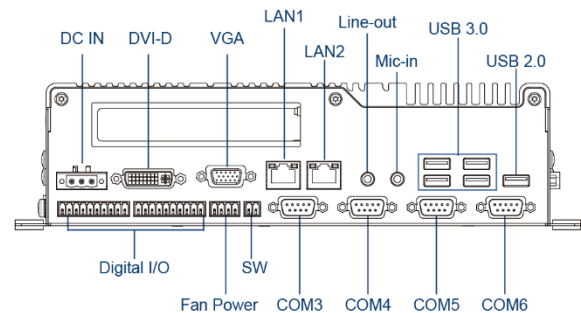 LAN1
Line-out
USB 3.0
DC IN
DVI-D
VGA
LAN2
Mic-in
USB 2.0
Digital I/O
SW
Fan Power
COM3
COM4
COM5
COM6